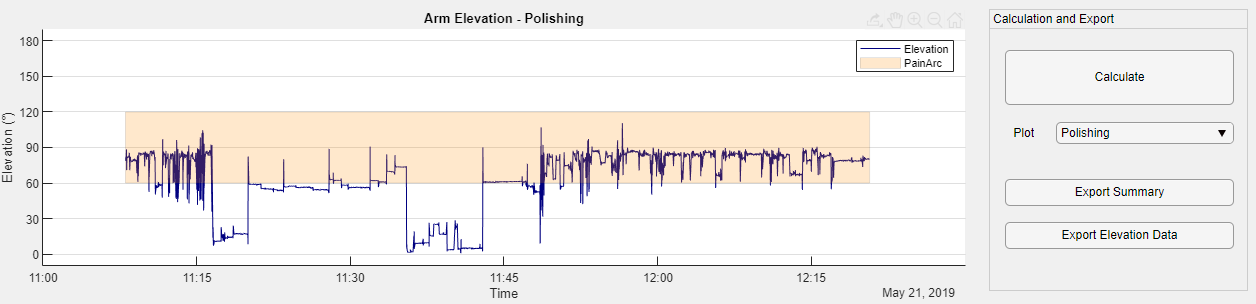 Arm Elevation - Polishing
Elevation (°)
180
150
120
90
60
30
0
Elevation
PainArc
11:00
11:15
11:30
11:45
12:00
12:15
Time
May 21, 2019
Calculation and Export
Calculate
Plot
Polishing
Export Summary
Export Elevation Data